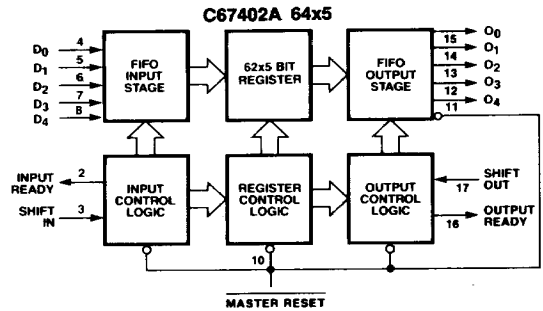 C67402A 64x5
D0 4
D1 5
D2 6
D3 7
D4 8
FIFO
INPUT
STAGE
62x5 BIT
REGISTER
FIFO
OUTPUT
STAGE
15 O0
14 O1
13 O2
12 O3
11 O4
INPUT
READY
2
SHIFT
IN
3
INPUT
CONTROL
LOGIC
REGISTER
CONTROL
LOGIC
OUTPUT
CONTROL
LOGIC
17
SHIFT
OUT
16
OUTPUT
READY
10
MASTER RESET